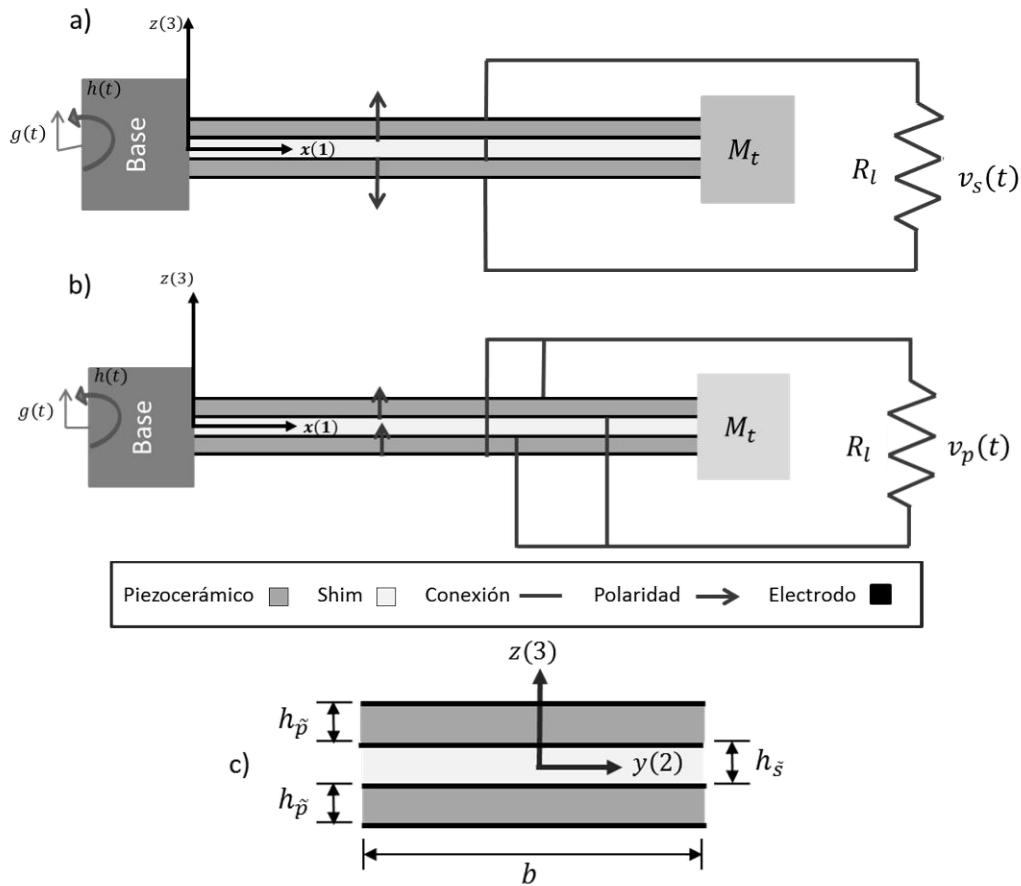 a)
z(3)
h(t)
g(t)
Base
x(1)
M_t
R_l
v_s(t)
b)
z(3)
h(t)
g(t)
Base
x(1)
M_t
R_l
v_p(t)
Piezocerámico Shim Conexión Polaridad Electrodo
z(3)
h_p̃
c)
y(2)
h_s̃
h_p̃
b